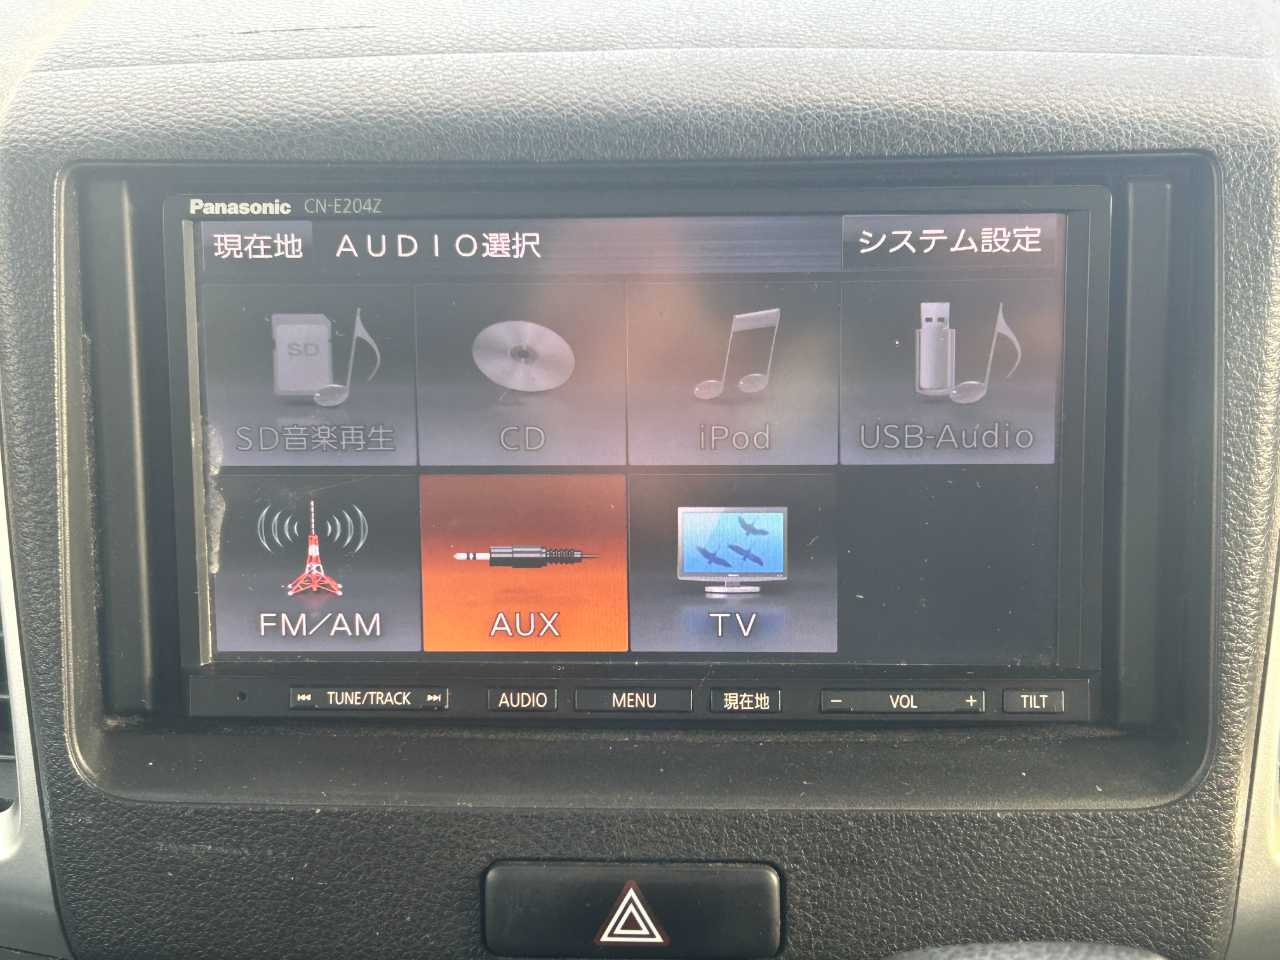 Panasonic CN-E204Z
現在地 AUDIO選択 システム設定
SD
SD音楽再生 CD iPod USB-Audio
FM/AM AUX TV
TUNE/TRACK AUDIO MENU 現在地 − VOL + TILT